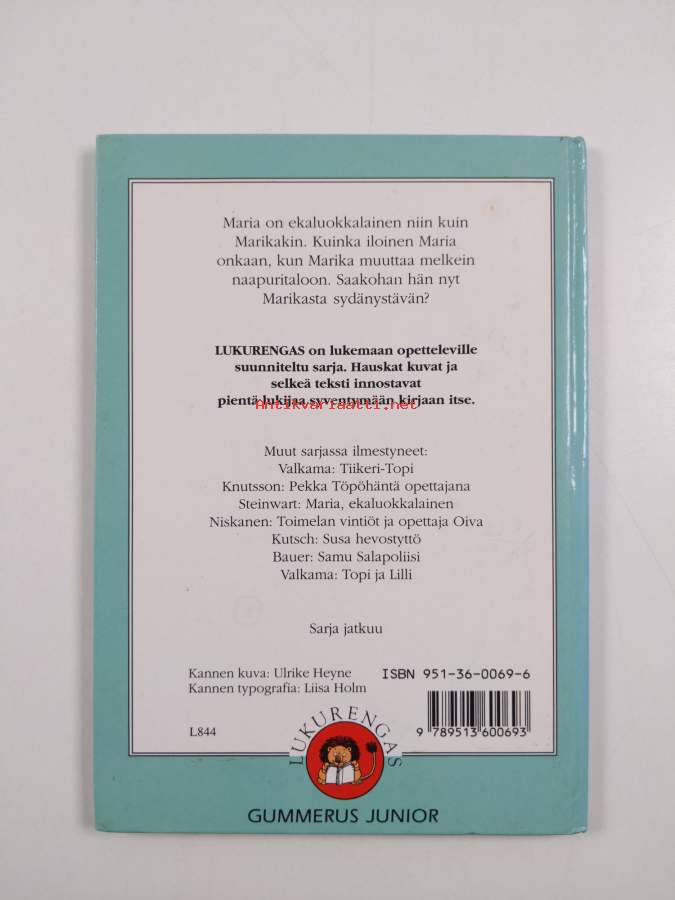 Maria on ekaluokkalainen niin kuin
Marikakin. Kuinka iloinen Maria
onkaan, kun Marika muuttaa melkein
naapuritaloon. Saakohan hän nyt
Marikasta sydänystävän?
LUKURENGAS on lukemaan opetteleville
suunniteltu sarja. Hauskat kuvat ja
selkeä teksti innostavat
pientä lukijaa syventymään kirjaan itse.
Antikvariaatti.net
Muut sarjassa ilmestyneet:
Valkama: Tiikeri-Topi
Knutsson: Pekka Töpöhäntä opettajana
Steinwart: Maria, ekaluokkalainen
Niskanen: Toimelan vintiöt ja opettaja Oiva
Kutsch: Susa hevostyttö
Bauer: Samu Salapoliisi
Valkama: Topi ja Lilli
Sarja jatkuu
Kannen kuva: Ulrike Heyne
Kannen typografia: Liisa Holm
ISBN 951-36-0069-6
9 789513 600693
L844
LUKURENGAS
GUMMERUS JUNIOR